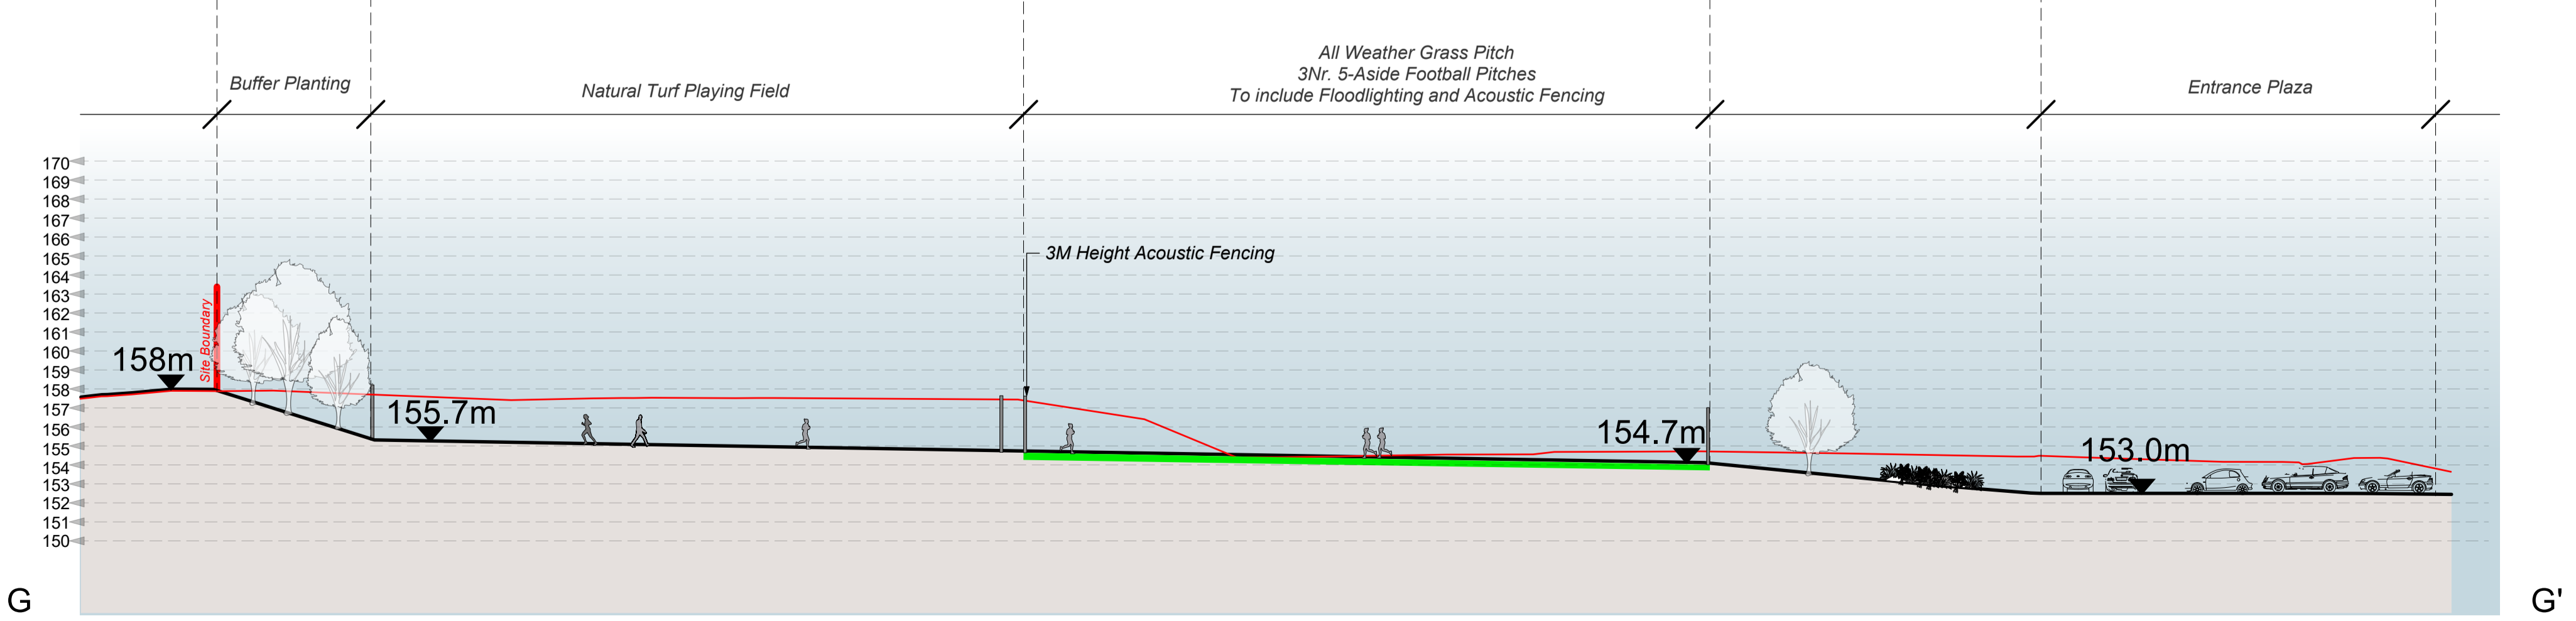 Buffer Planting
Natural Turf Playing Field
All Weather Grass Pitch
3Nr. 5-Aside Football Pitches
To include Floodlighting and Acoustic Fencing
Entrance Plaza
170
169
168
167
166
165
164
163
162
161
160
159
158
157
156
155
154
153
152
151
150
3M Height Acoustic Fencing
Site Boundary
158m
155.7m
154.7m
153.0m
G
G'